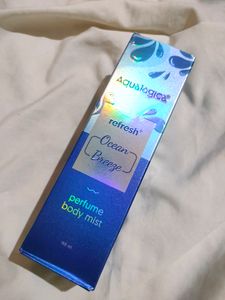 Aqualogica®
refresh+
Ocean
Breeze
perfume
body mist